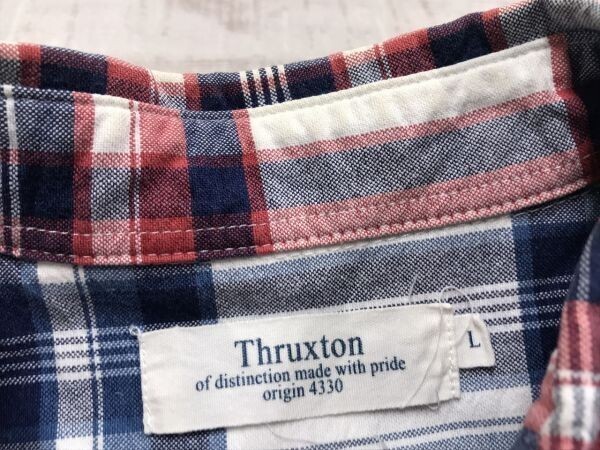 Thruxton
of distinction made with pride
origin 4330
L